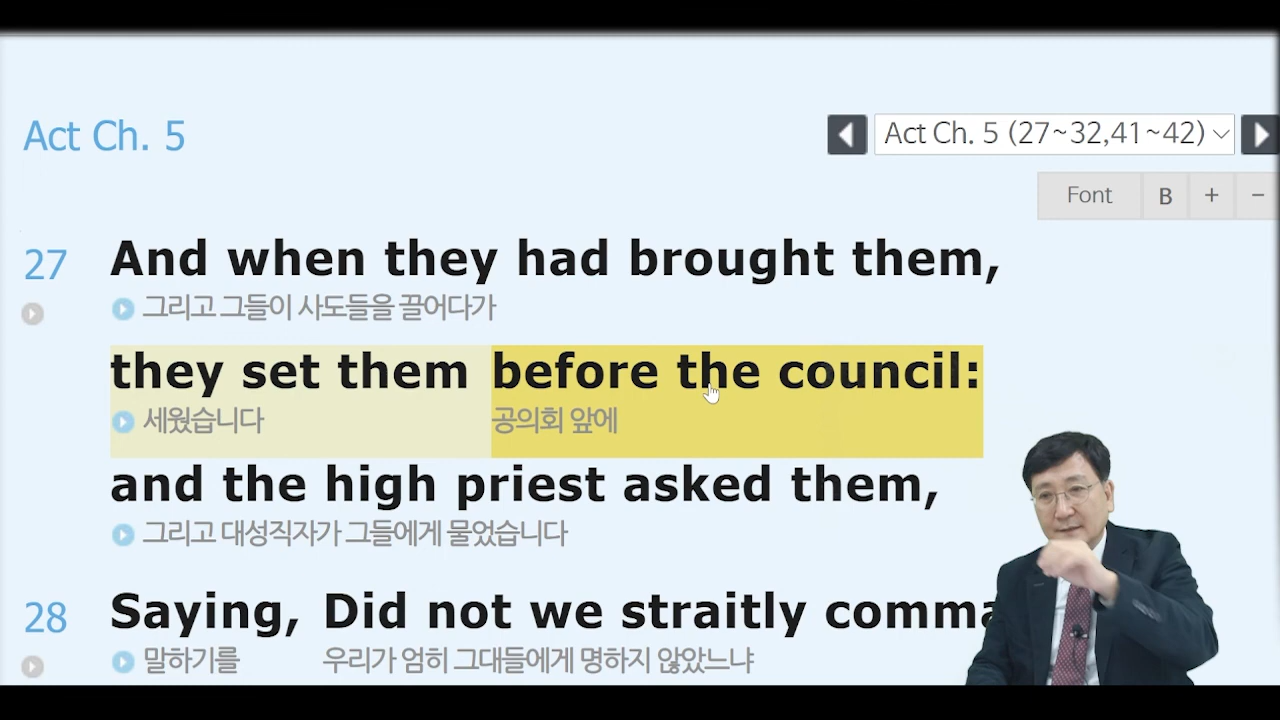 Act Ch. 5
Act Ch. 5 (27~32,41~42)
Font B + −
27 And when they had brought them,
그리고 그들이 사도들을 끌어다가
they set them before the council:
세웠습니다 공의회 앞에
and the high priest asked them,
그리고 대성직자가 그들에게 물었습니다
28 Saying, Did not we straitly comma
말하기를 우리가 엄히 그대들에게 명하지 않았느냐